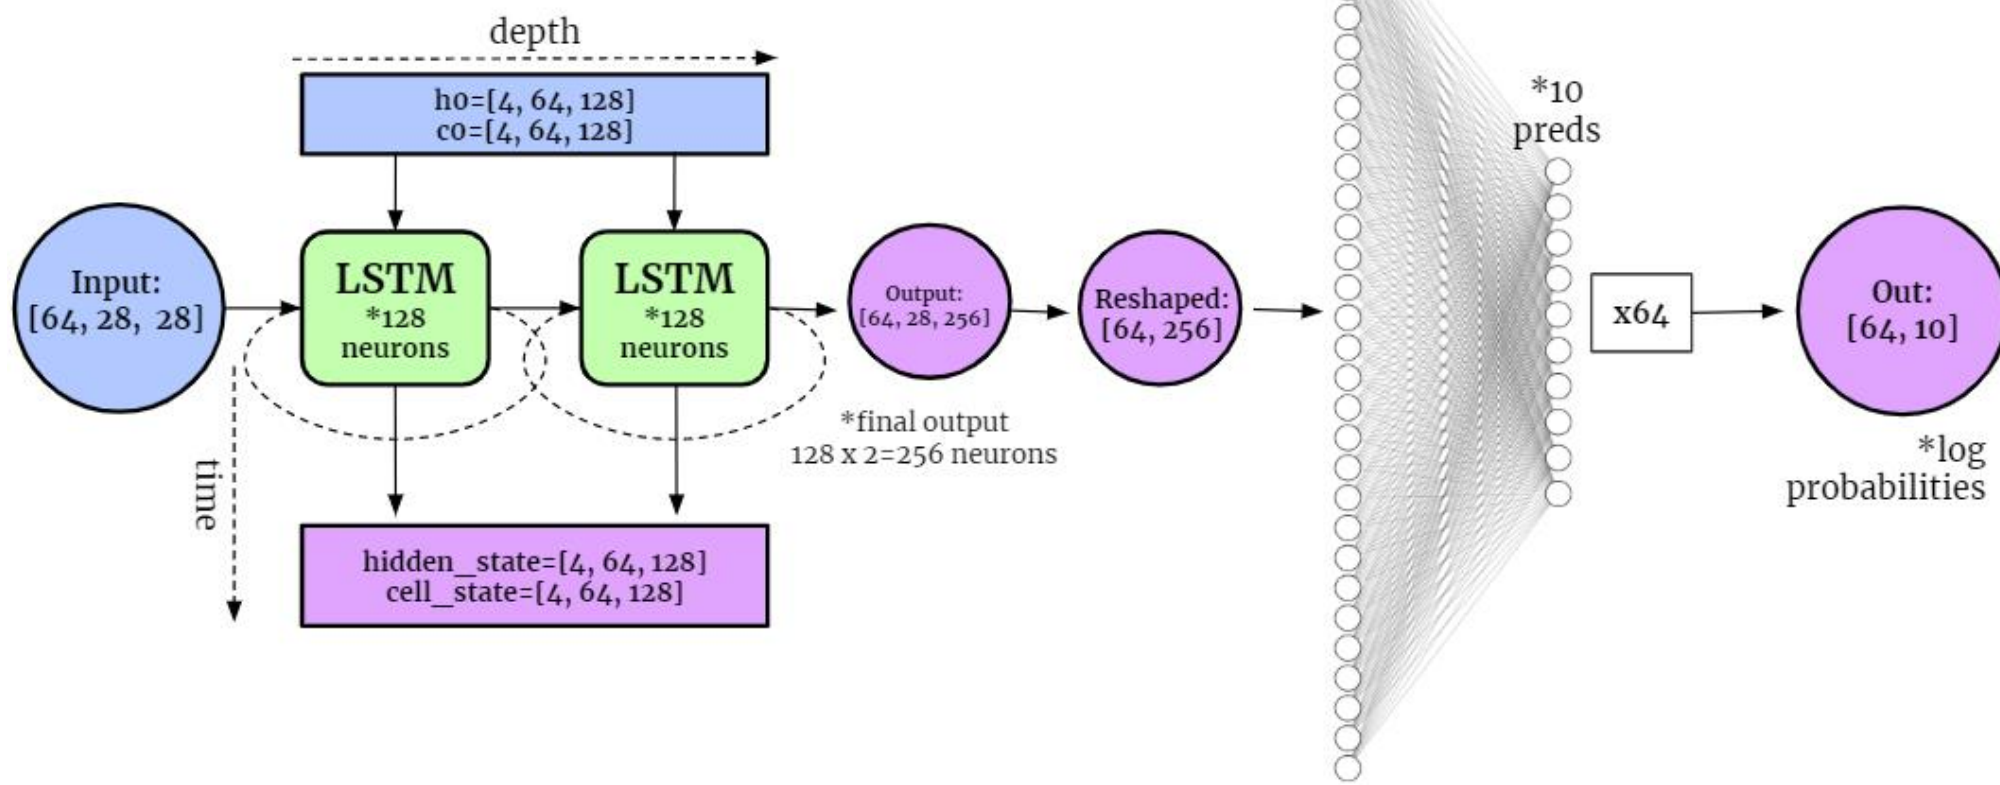 depth
h0=[4, 64, 128]
c0=[4, 64, 128]
Input:
[64, 28, 28]
LSTM
*128
neurons
LSTM
*128
neurons
time
hidden_state=[4, 64, 128]
cell_state=[4, 64, 128]
Output:
[64, 28, 256]
*final output
128 x 2=256 neurons
Reshaped:
[64, 256]
*10
preds
x64
Out:
[64, 10]
*log
probabilities